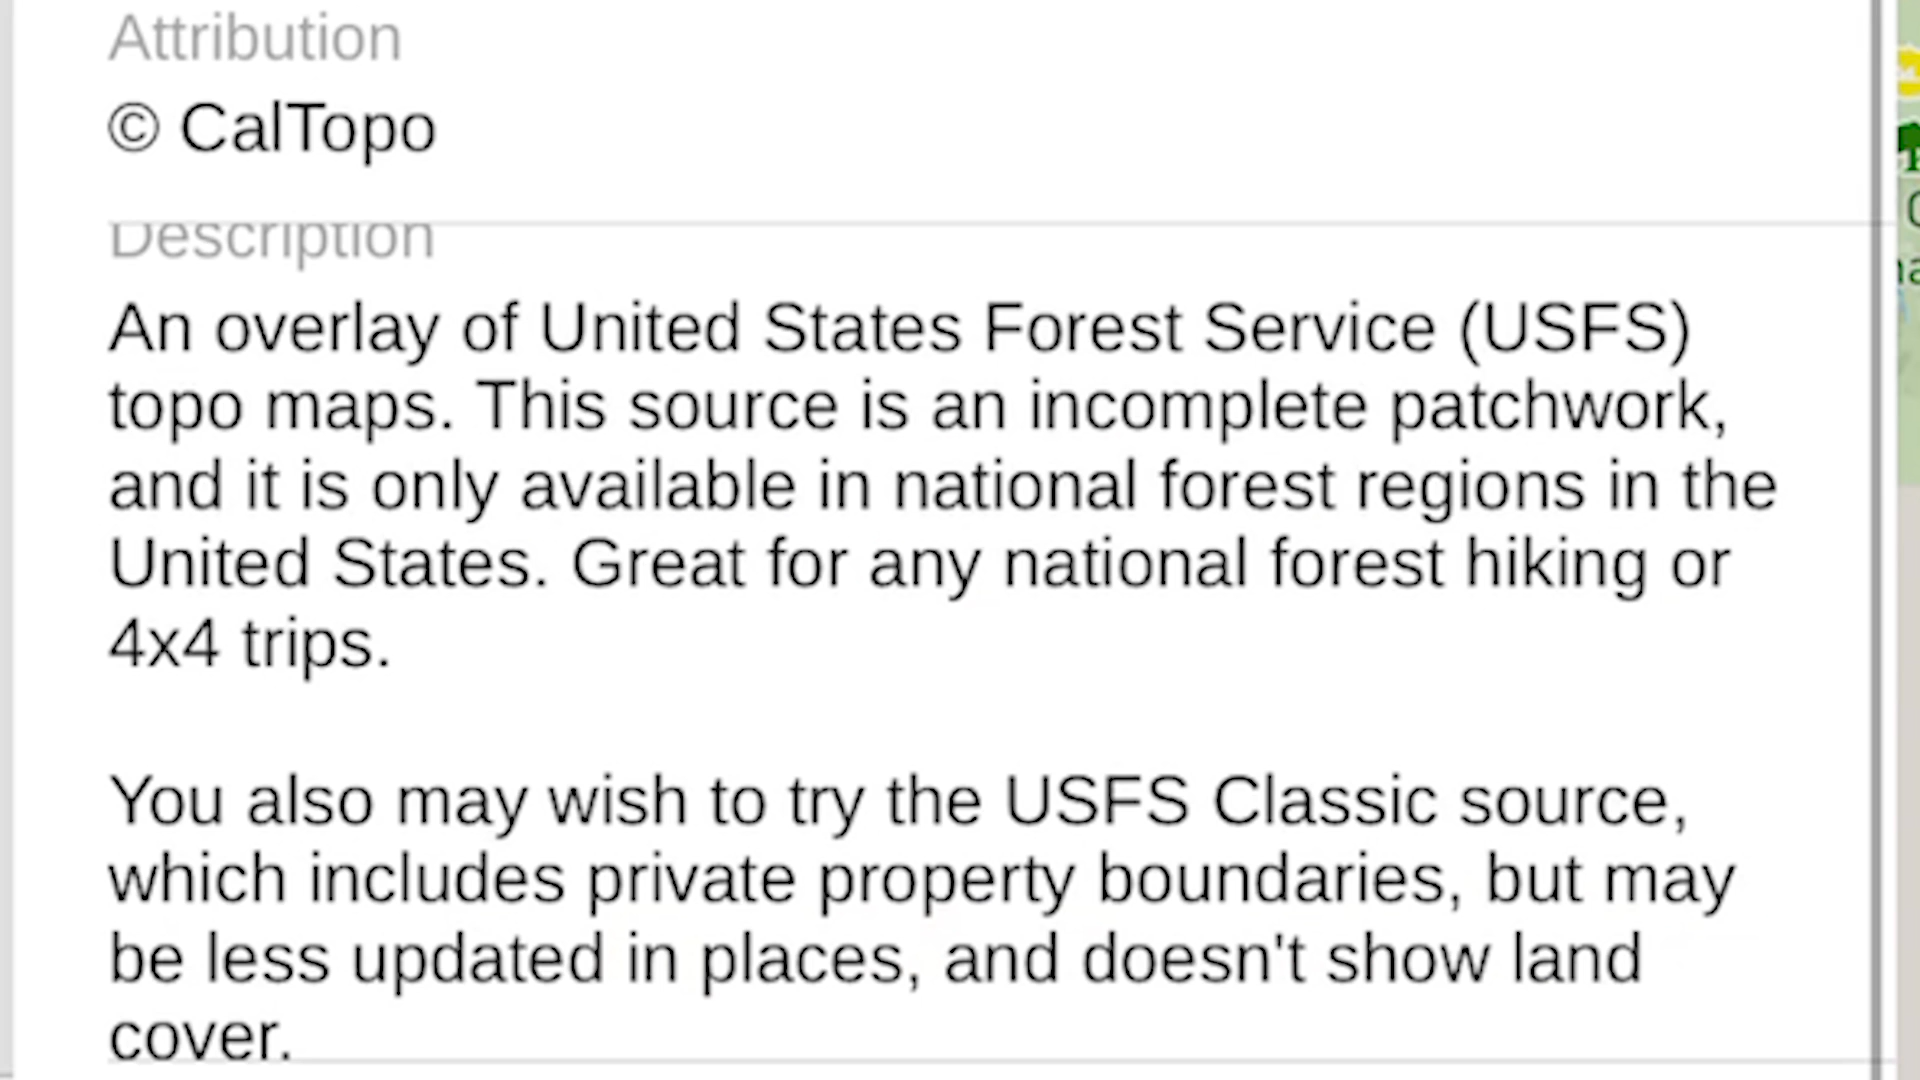 Attribution
© CalTopo
Description
An overlay of United States Forest Service (USFS)
topo maps. This source is an incomplete patchwork,
and it is only available in national forest regions in the
United States. Great for any national forest hiking or
4x4 trips.
You also may wish to try the USFS Classic source,
which includes private property boundaries, but may
be less updated in places, and doesn't show land
cover.